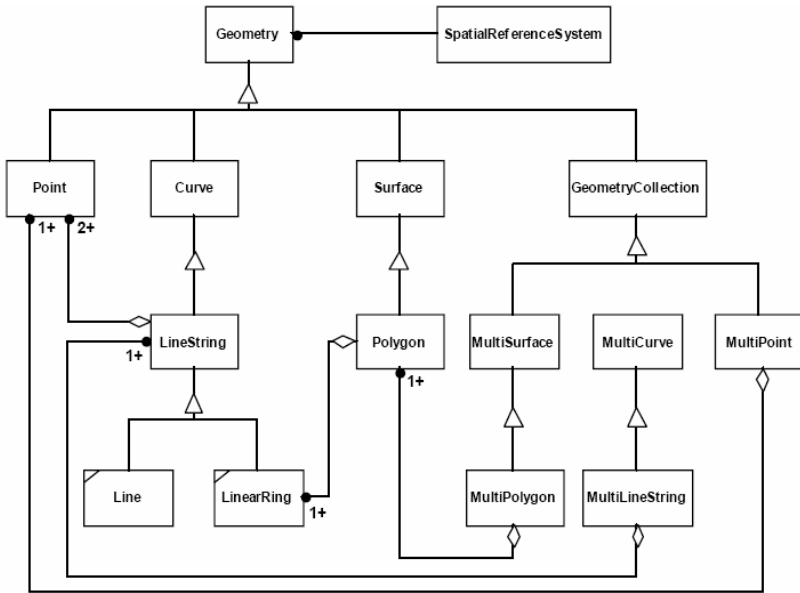 Geometry
SpatialReferenceSystem
Point
Curve
Surface
GeometryCollection
1+
2+
LineString
Polygon
MultiSurface
MultiCurve
MultiPoint
1+
1+
Line
LinearRing
1+
MultiPolygon
MultiLineString